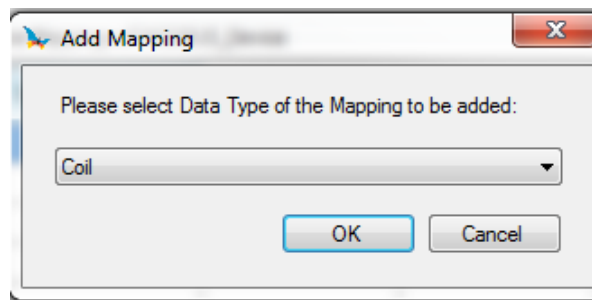 Add Mapping
Please select Data Type of the Mapping to be added:
Coil
OK Cancel